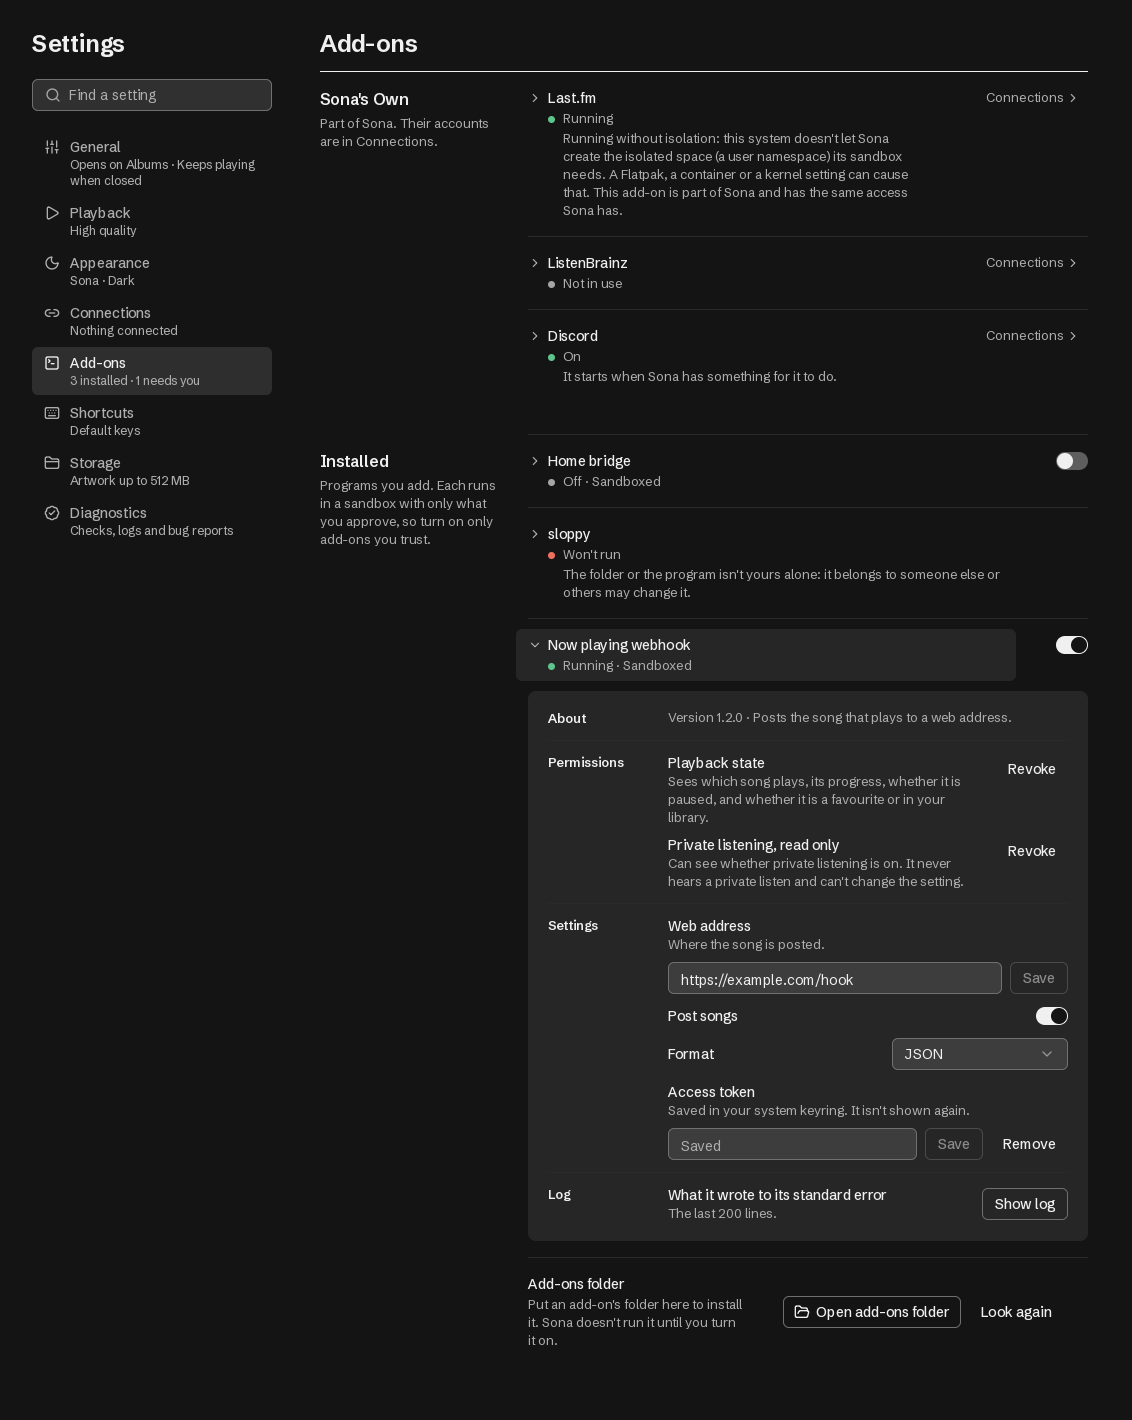 Settings
Find a setting
General
Opens on Albums · Keeps playing
when closed
Playback
High quality
Appearance
Sona · Dark
Connections
Nothing connected
Add-ons
3 installed · 1 needs you
Shortcuts
Default keys
Storage
Artwork up to 512 MB
Diagnostics
Checks, logs and bug reports
Add-ons
Sona's Own
Part of Sona. Their accounts
are in Connections.
Last.fm
Connections
Running
Running without isolation: this system doesn't let Sona
create the isolated space (a user namespace) its sandbox
needs. A Flatpak, a container or a kernel setting can cause
that. This add-on is part of Sona and has the same access
Sona has.
ListenBrainz
Connections
Not in use
Discord
Connections
On
It starts when Sona has something for it to do.
Installed
Programs you add. Each runs
in a sandbox with only what
you approve, so turn on only
add-ons you trust.
Home bridge
Off · Sandboxed
sloppy
Won't run
The folder or the program isn't yours alone: it belongs to someone else or
others may change it.
Now playing webhook
Running · Sandboxed
About
Version 1.2.0 · Posts the song that plays to a web address.
Permissions
Playback state
Sees which song plays, its progress, whether it is
paused, and whether it is a favourite or in your
library.
Revoke
Private listening, read only
Can see whether private listening is on. It never
hears a private listen and can't change the setting.
Revoke
Settings
Web address
Where the song is posted.
https://example.com/hook
Save
Post songs
Format
JSON
Access token
Saved in your system keyring. It isn't shown again.
Saved
Save
Remove
Log
What it wrote to its standard error
The last 200 lines.
Show log
Add-ons folder
Put an add-on's folder here to install
it. Sona doesn't run it until you turn
it on.
Open add-ons folder
Look again